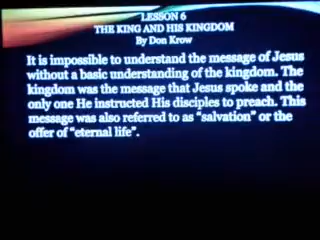 LESSON 6
THE KING AND HIS KINGDOM
By Don Krow
It is impossible to understand the message of Jesus
without a basic understanding of the kingdom. The
kingdom was the message that Jesus spoke and the
only one He instructed His disciples to preach. This
message was also referred to as “salvation” or the
offer of “eternal life”.